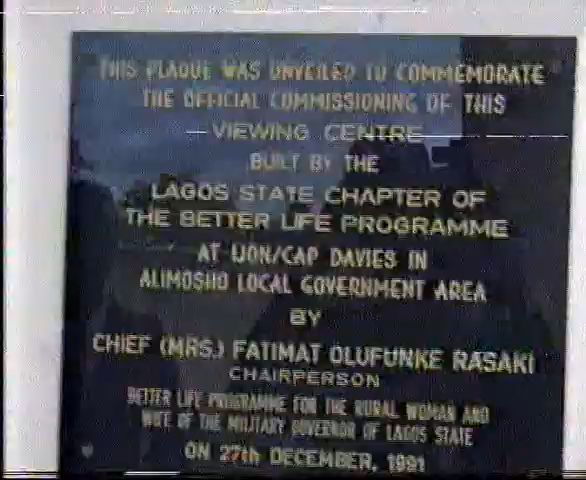 THIS PLAQUE WAS UNVEILED TO COMMEMORATE
THE OFFICIAL COMMISSIONING OF THIS
VIEWING CENTRE
BUILT BY THE
LAGOS STATE CHAPTER OF
THE BETTER LIFE PROGRAMME
AT IJON/CAP DAVIES IN
ALIMOSHO LOCAL GOVERNMENT AREA
BY
CHIEF (MRS.) FATIMAT OLUFUNKE RASAKI
CHAIRPERSON
BETTER LIFE PROGRAMME FOR THE RURAL WOMAN AND
WIFE OF THE MILITARY GOVERNOR OF LAGOS STATE
ON 27th DECEMBER, 1991